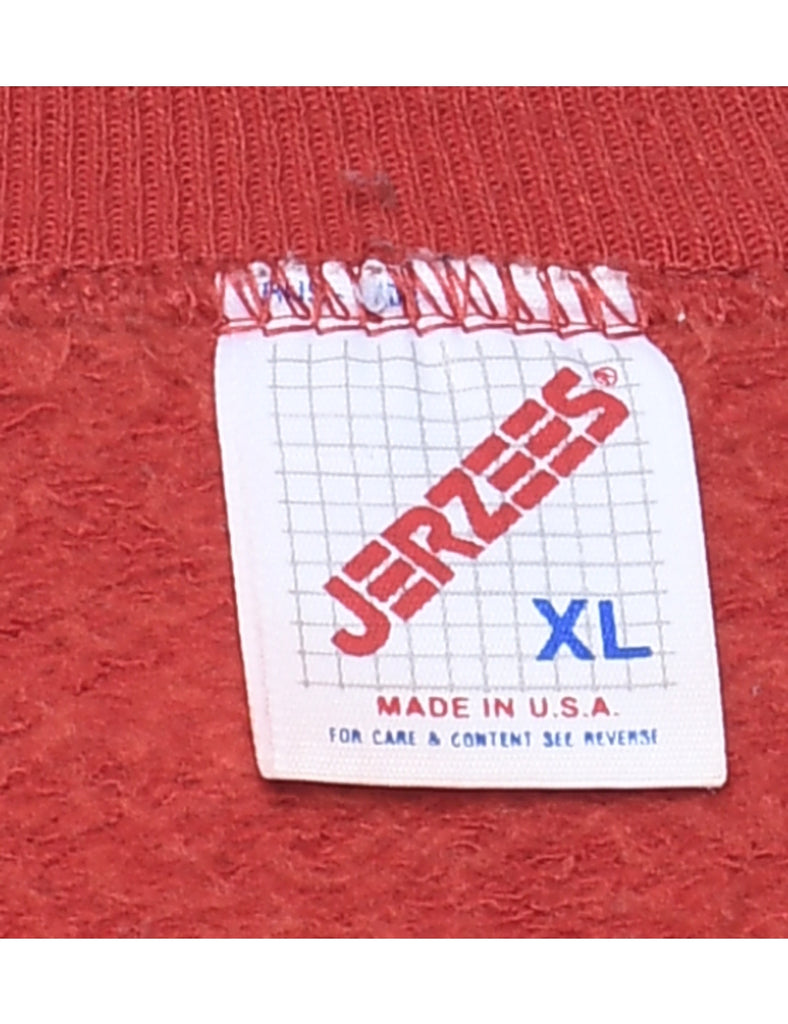 JERZEES®
XL
MADE IN U.S.A.
FOR CARE & CONTENT SEE REVERSE